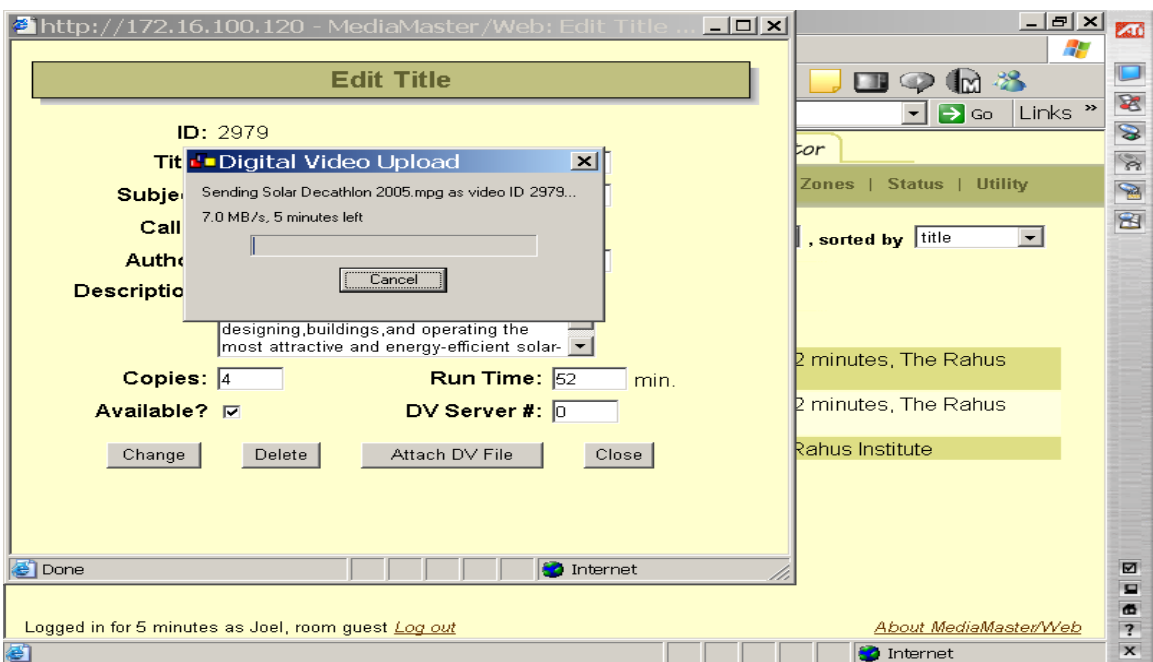 http://172.16.100.120 - MediaMaster/Web: Edit Title ...
ATI
Edit Title
Go Links »
ID: 2979
tor
Tit
Digital Video Upload
Zones | Status | Utility
Subje
Sending Solar Decathlon 2005.mpg as video ID 2979...
7.0 MB/s, 5 minutes left
Call
, sorted by title
Autho
Cancel
Descriptio
designing,buildings,and operating the
most attractive and energy-efficient solar-
2 minutes, The Rahus
Copies: 4 Run Time: 52 min.
2 minutes, The Rahus
Available? DV Server #: 0
Rahus Institute
Change Delete Attach DV File Close
Done Internet
Logged in for 5 minutes as Joel, room guest Log out About MediaMaster/Web
Internet